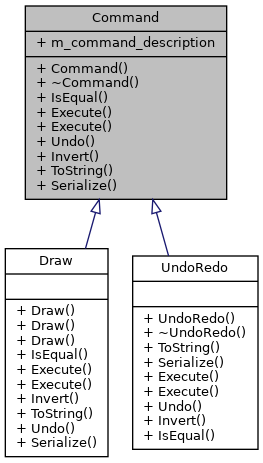 Command
+ m_command_description
+ Command()
+ ~Command()
+ IsEqual()
+ Execute()
+ Execute()
+ Undo()
+ Invert()
+ ToString()
+ Serialize()
Draw
+ Draw()
+ Draw()
+ Draw()
+ IsEqual()
+ Execute()
+ Execute()
+ Invert()
+ ToString()
+ Undo()
+ Serialize()
UndoRedo
+ UndoRedo()
+ ~UndoRedo()
+ ToString()
+ Serialize()
+ Execute()
+ Execute()
+ Undo()
+ Invert()
+ IsEqual()